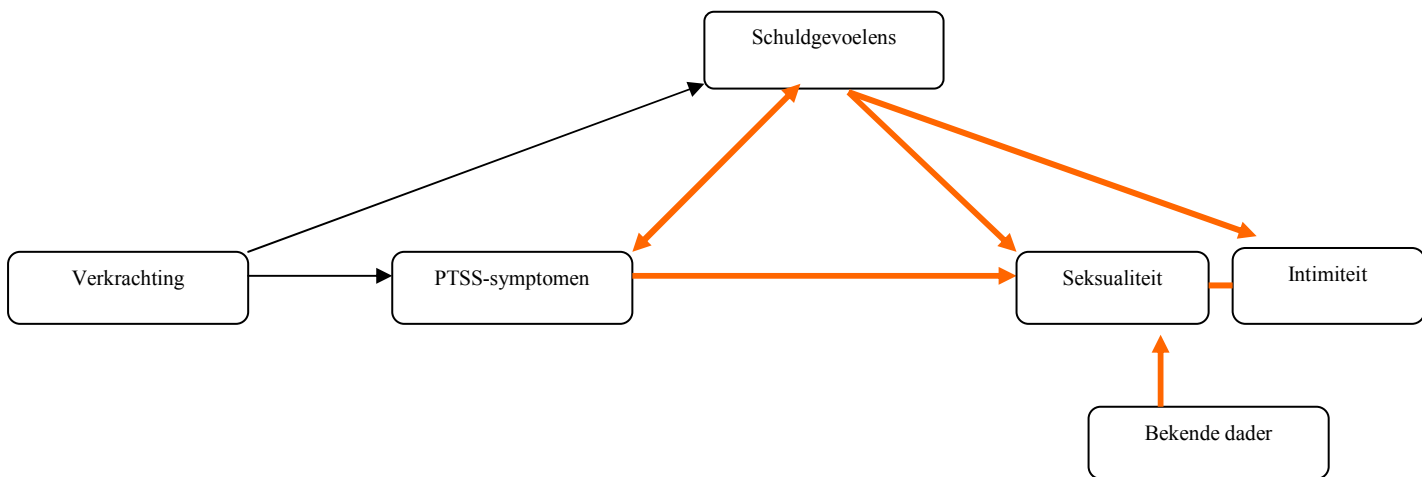 Schuldgevoelens
Verkrachting
PTSS-symptomen
Seksualiteit
Intimiteit
Bekende dader